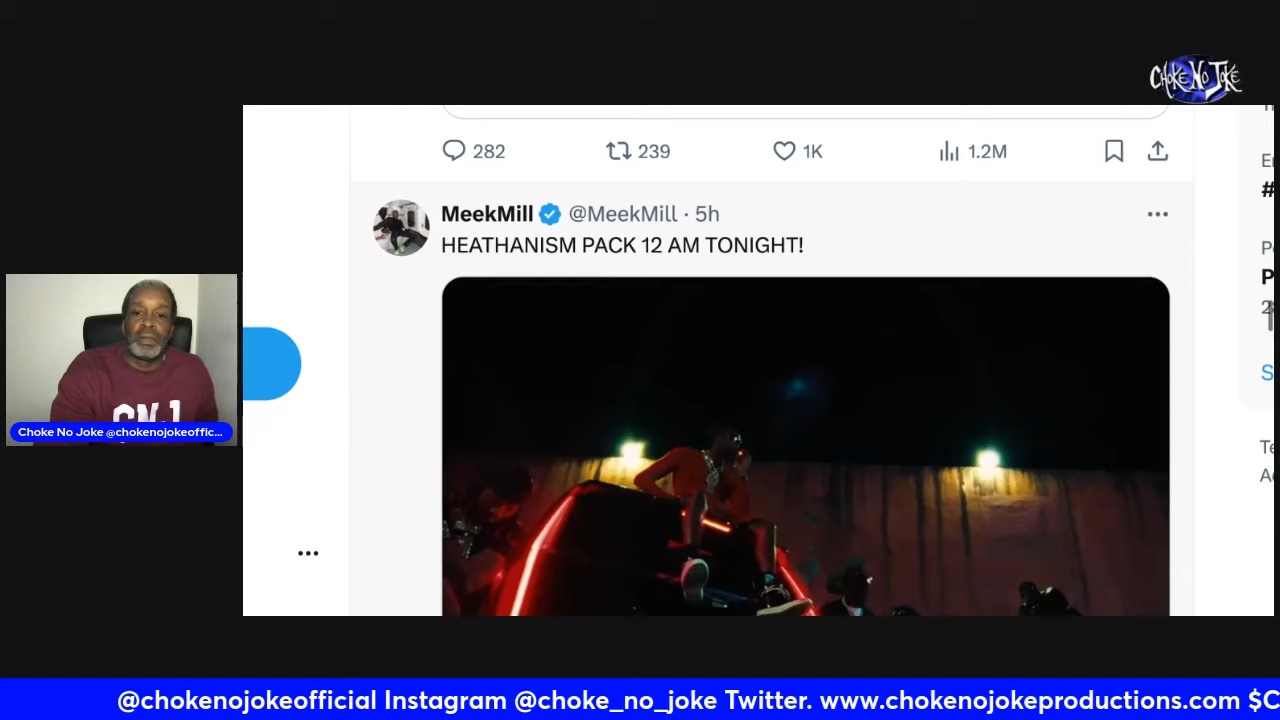 CHOKE NO JOKE
282 239 1K 1.2M
MeekMill @MeekMill · 5h
HEATHANISM PACK 12 AM TONIGHT!
#
P
S
CNJ
Choke No Joke @chokenojokeoffic...
@chokenojokeofficial Instagram @choke_no_joke Twitter. www.chokenojokeproductions.com $C